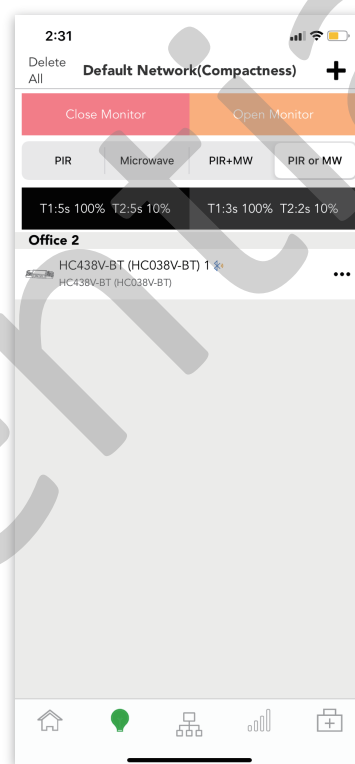 2:31
Delete
All
Default Network(Compactness)
Close Monitor
Open Monitor
PIR
Microwave
PIR+MW
PIR or MW
T1:5s 100% T2:5s 10%
T1:3s 100% T2:2s 10%
Office 2
HC438V-BT (HC038V-BT) 1
HC438V-BT (HC038V-BT)